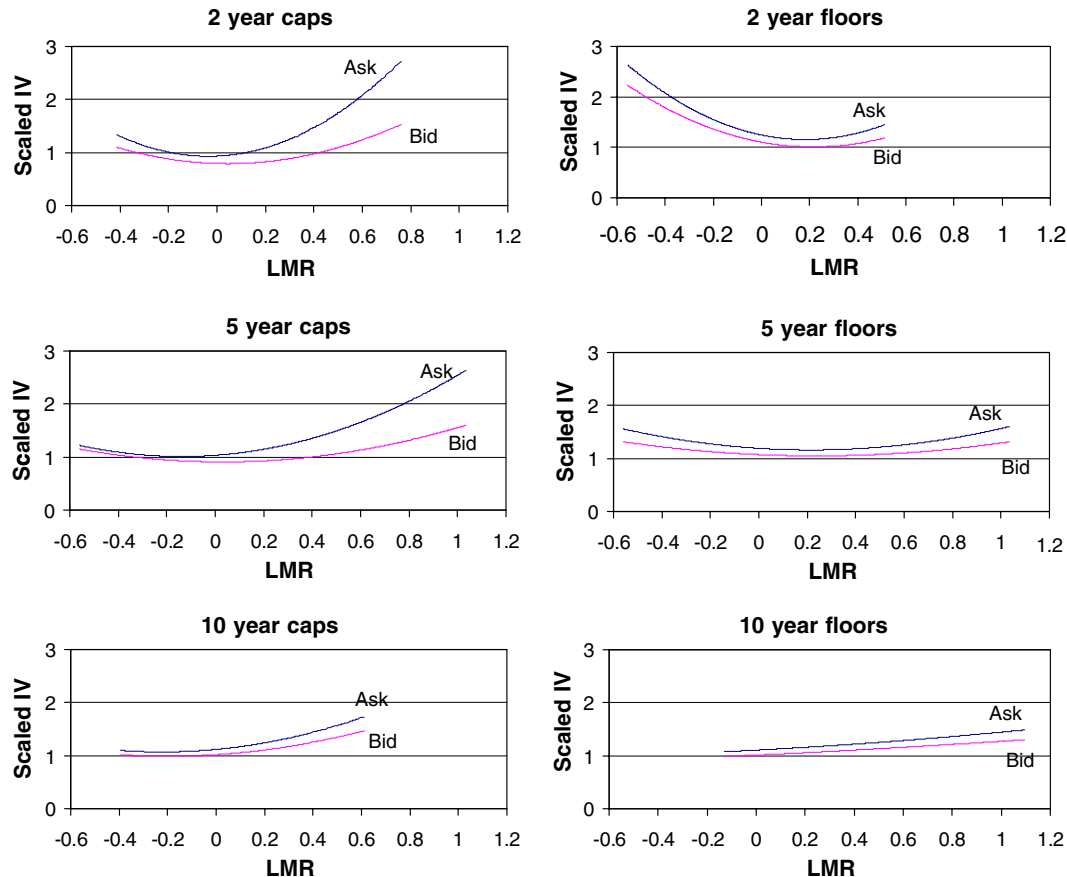 2 year caps
3
2
1
0
Scaled IV
Ask
Bid
-0.6 -0.4 -0.2 0 0.2 0.4 0.6 0.8 1 1.2
LMR
2 year floors
3
2
1
0
Scaled IV
Ask
Bid
-0.6 -0.4 -0.2 0 0.2 0.4 0.6 0.8 1 1.2
LMR
5 year caps
3
2
1
0
Scaled IV
Ask
Bid
-0.6 -0.4 -0.2 0 0.2 0.4 0.6 0.8 1 1.2
LMR
5 year floors
3
2
1
0
Scaled IV
Ask
Bid
-0.6 -0.4 -0.2 0 0.2 0.4 0.6 0.8 1 1.2
LMR
10 year caps
3
2
1
0
Scaled IV
Ask
Bid
-0.6 -0.4 -0.2 0 0.2 0.4 0.6 0.8 1 1.2
LMR
10 year floors
3
2
1
0
Scaled IV
Ask
Bid
-0.6 -0.4 -0.2 0 0.2 0.4 0.6 0.8 1 1.2
LMR